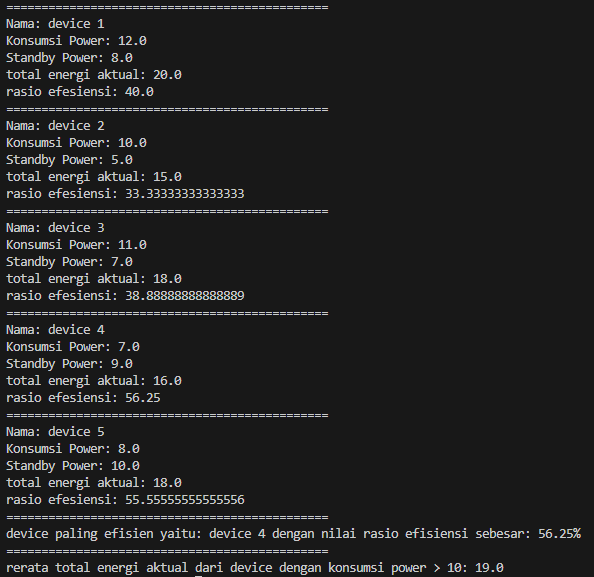 ==============================================
Nama: device 1
Konsumsi Power: 12.0
Standby Power: 8.0
total energi aktual: 20.0
rasio efesiensi: 40.0
==============================================
Nama: device 2
Konsumsi Power: 10.0
Standby Power: 5.0
total energi aktual: 15.0
rasio efesiensi: 33.33333333333333
==============================================
Nama: device 3
Konsumsi Power: 11.0
Standby Power: 7.0
total energi aktual: 18.0
rasio efesiensi: 38.88888888888889
==============================================
Nama: device 4
Konsumsi Power: 7.0
Standby Power: 9.0
total energi aktual: 16.0
rasio efesiensi: 56.25
==============================================
Nama: device 5
Konsumsi Power: 8.0
Standby Power: 10.0
total energi aktual: 18.0
rasio efesiensi: 55.55555555555556
==============================================
device paling efisien yaitu: device 4 dengan nilai rasio efisiensi sebesar: 56.25%
==============================================
rerata total energi aktual dari device dengan konsumsi power > 10: 19.0